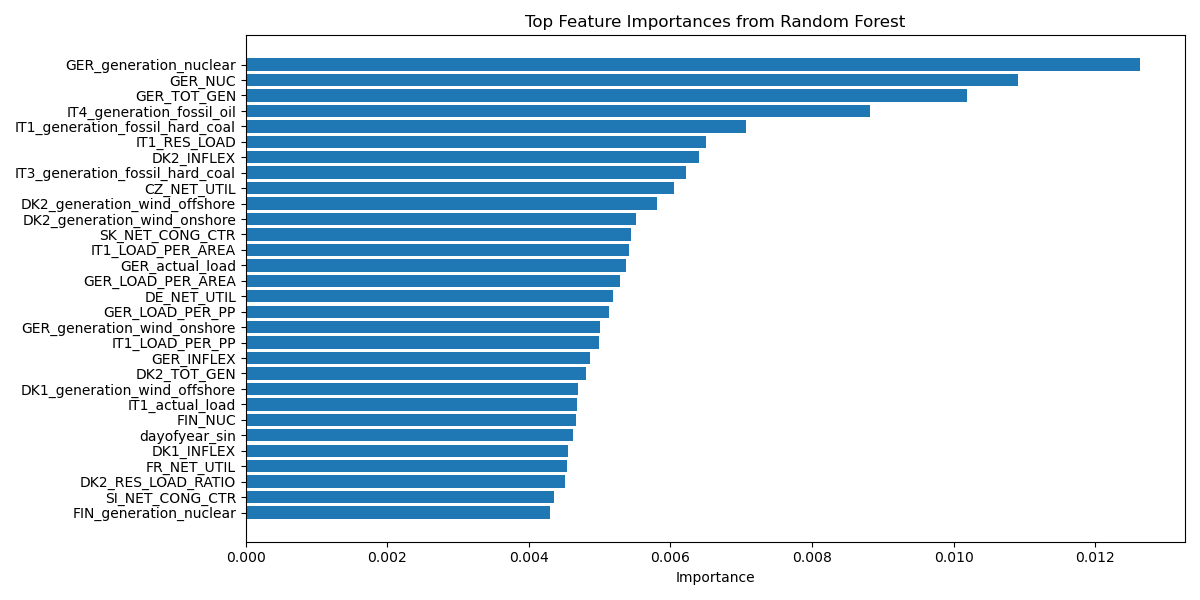 Top Feature Importances from Random Forest
GER_generation_nuclear
GER_NUC
GER_TOT_GEN
IT4_generation_fossil_oil
IT1_generation_fossil_hard_coal
IT1_RES_LOAD
DK2_INFLEX
IT3_generation_fossil_hard_coal
CZ_NET_UTIL
DK2_generation_wind_offshore
DK2_generation_wind_onshore
SK_NET_CONG_CTR
IT1_LOAD_PER_AREA
GER_actual_load
GER_LOAD_PER_AREA
DE_NET_UTIL
GER_LOAD_PER_PP
GER_generation_wind_onshore
IT1_LOAD_PER_PP
GER_INFLEX
DK2_TOT_GEN
DK1_generation_wind_offshore
IT1_actual_load
FIN_NUC
dayofyear_sin
DK1_INFLEX
FR_NET_UTIL
DK2_RES_LOAD_RATIO
SI_NET_CONG_CTR
FIN_generation_nuclear
0.000 0.002 0.004 0.006 0.008 0.010 0.012
Importance